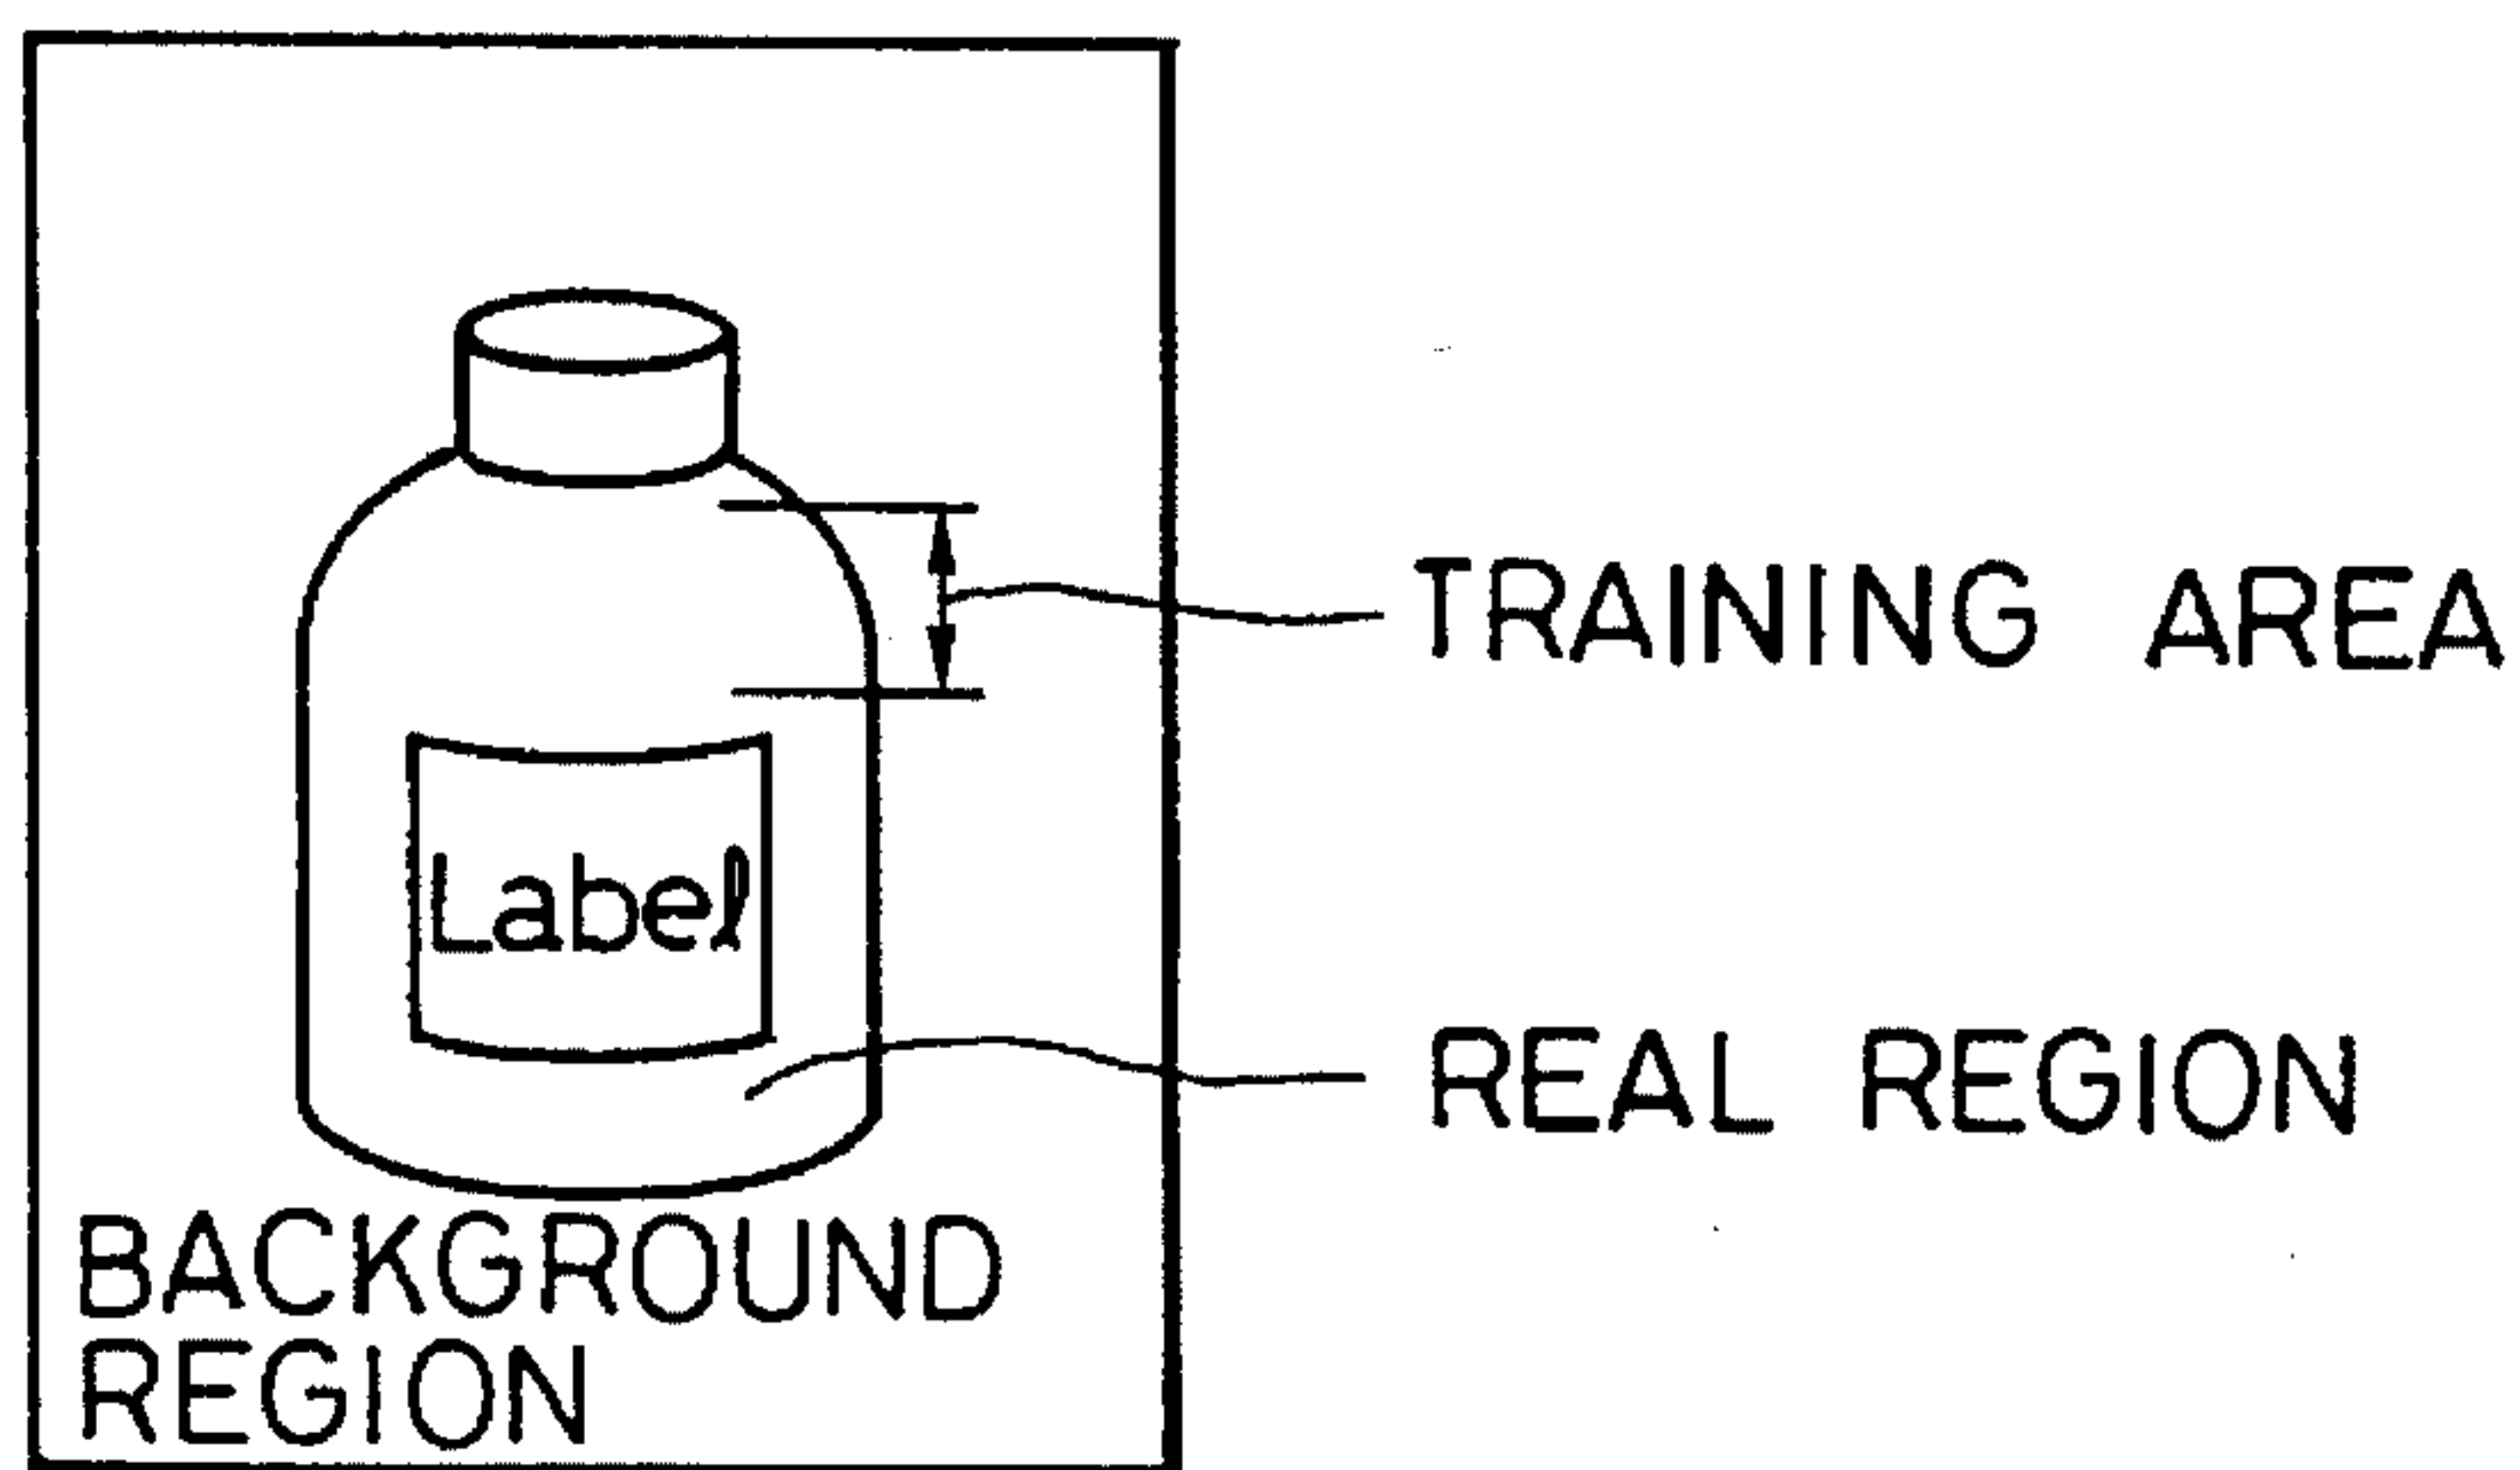 TRAINING AREA
Label
REAL REGION
BACKGROUND
REGION